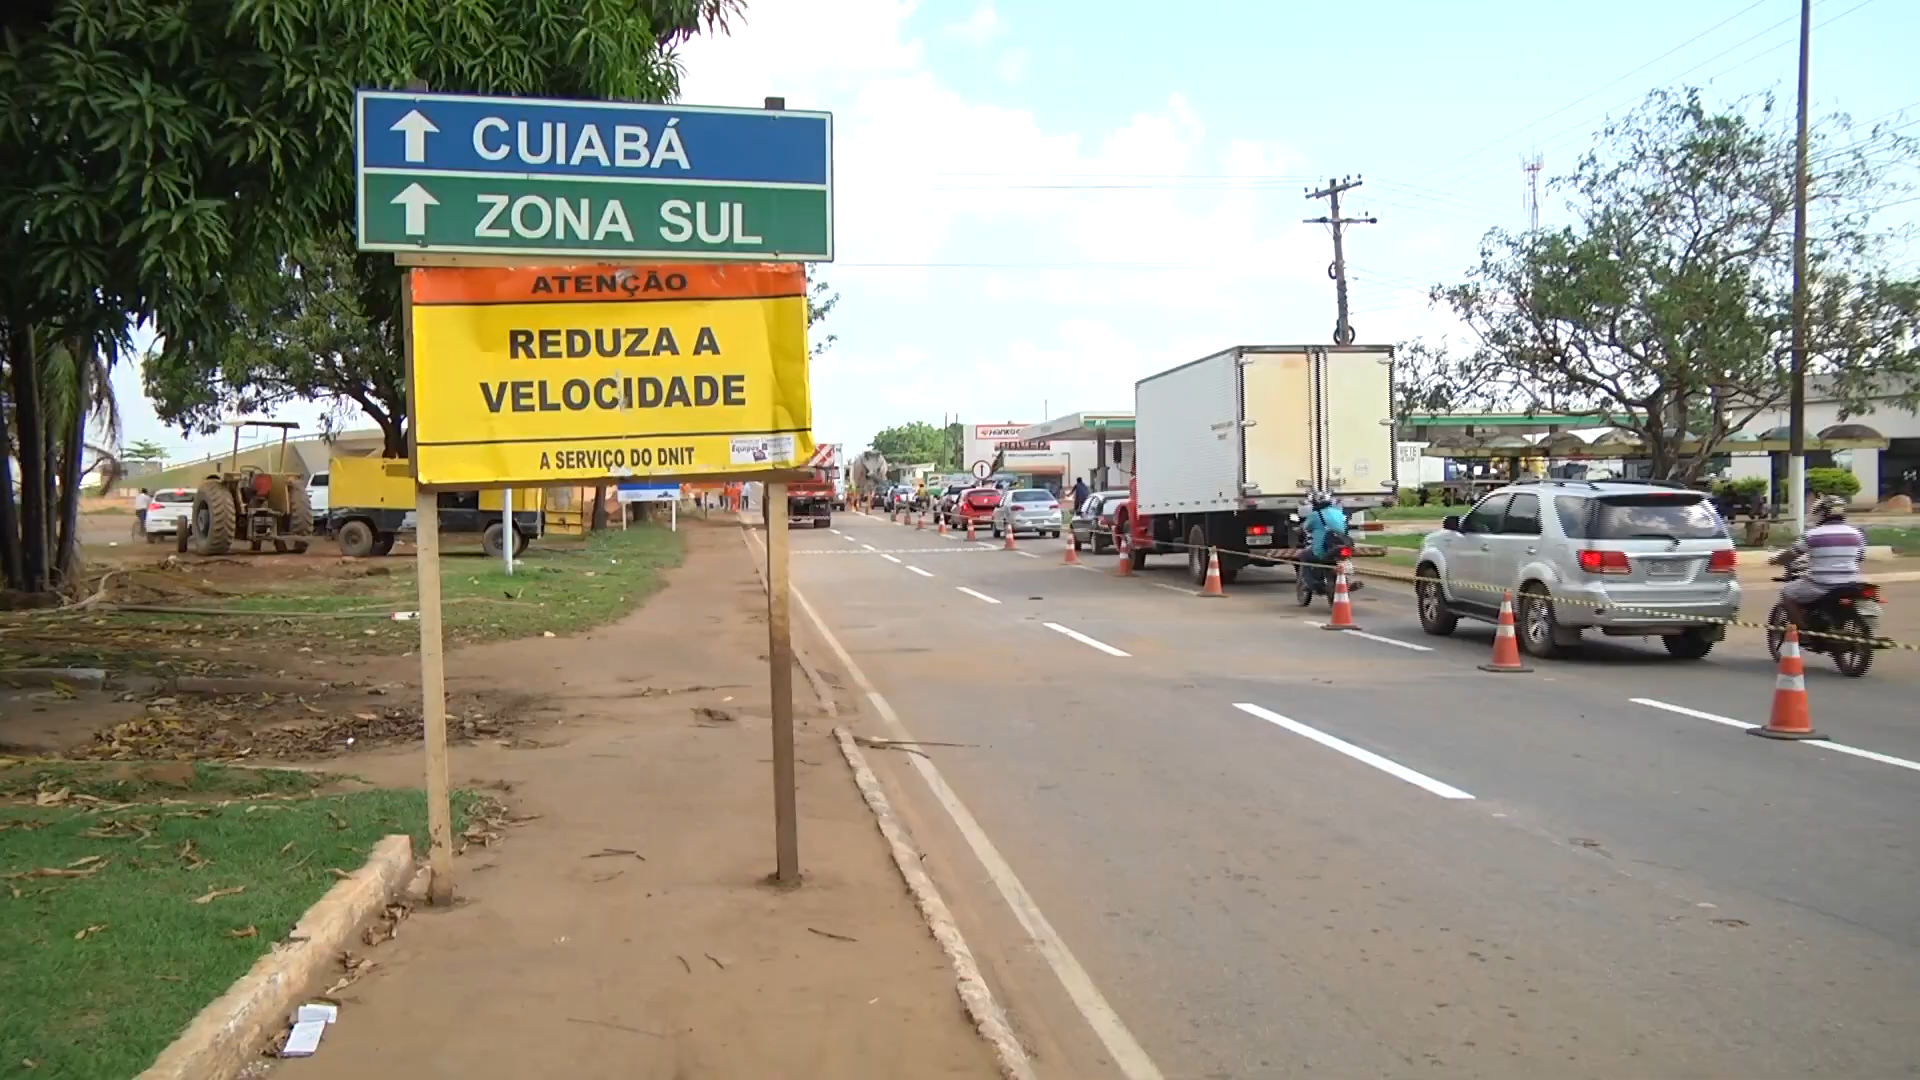 CUIABÁ
ZONA SUL
ATENÇÃO
REDUZA A
VELOCIDADE
A SERVIÇO DO DNIT